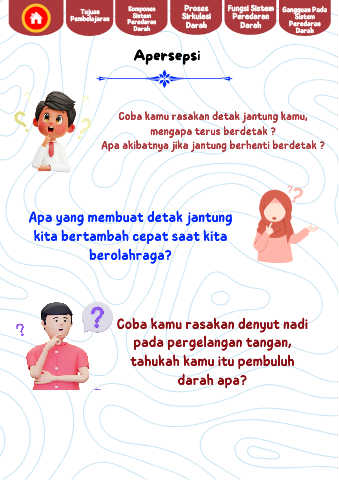 Tujuan
Pembelajaran
Komponen
Sistem
Peredaran
Darah
Proses
Sirkulasi
Darah
Fungsi Sistem
Peredaran
Darah
Gangguan Pada
Sistem
Peredaran
Darah
Apersepsi
Coba kamu rasakan detak jantung kamu,
mengapa terus berdetak ?
Apa akibatnya jika jantung berhenti berdetak ?
? ?
??
Apa yang membuat detak jantung
kita bertambah cepat saat kita
berolahraga?
? ?
Coba kamu rasakan denyut nadi
pada pergelangan tangan,
tahukah kamu itu pembuluh
darah apa?